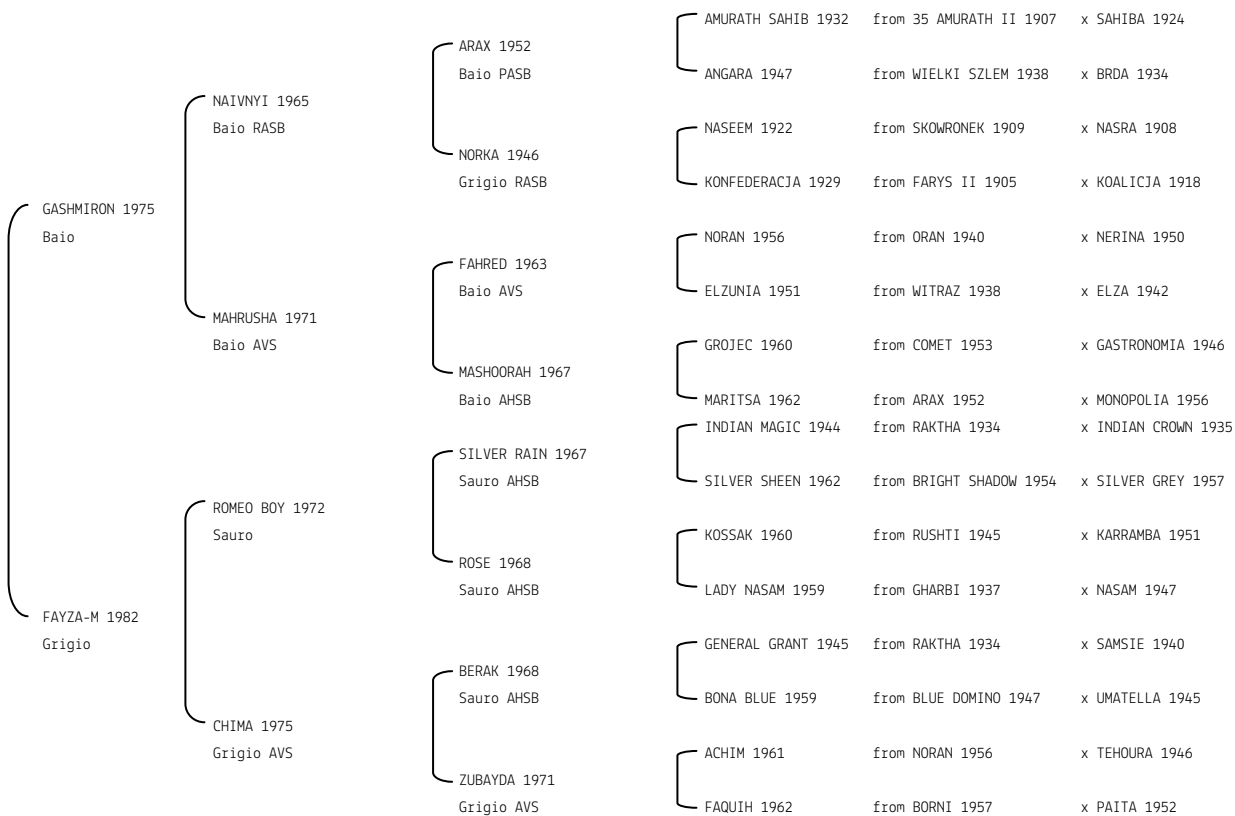 AMURATH SAHIB 1932 from 35 AMURATH II 1907 x SAHIBA 1924
ARAX 1952
Baio PASB
ANGARA 1947 from WIELKI SZLEM 1938 x BRDA 1934
NAIVNYI 1965
Baio RASB
NASEEM 1922 from SKOWRONEK 1909 x NASRA 1908
NORKA 1946
Grigio RASB
KONFEDERACJA 1929 from FARYS II 1905 x KOALICJA 1918
GASHMIRON 1975
Baio
NORAN 1956 from ORAN 1940 x NERINA 1950
FAHRED 1963
Baio AVS
ELZUNIA 1951 from WITRAZ 1938 x ELZA 1942
MAHRUSHA 1971
Baio AVS
GROJEC 1960 from COMET 1953 x GASTRONOMIA 1946
MASHOORAH 1967
Baio AHSB
MARITSA 1962 from ARAX 1952 x MONOPOLIA 1956
INDIAN MAGIC 1944 from RAKTHA 1934 x INDIAN CROWN 1935
SILVER RAIN 1967
Sauro AHSB
SILVER SHEEN 1962 from BRIGHT SHADOW 1954 x SILVER GREY 1957
ROMEO BOY 1972
Sauro
KOSSAK 1960 from RUSHTI 1945 x KARRAMBA 1951
ROSE 1968
Sauro AHSB
LADY NASAM 1959 from GHARBI 1937 x NASAM 1947
FAYZA-M 1982
Grigio
GENERAL GRANT 1945 from RAKTHA 1934 x SAMSIE 1940
BERAK 1968
Sauro AHSB
BONA BLUE 1959 from BLUE DOMINO 1947 x UMATELLA 1945
CHIMA 1975
Grigio AVS
ACHIM 1961 from NORAN 1956 x TEHOURA 1946
ZUBAYDA 1971
Grigio AVS
FAQUIH 1962 from BORNI 1957 x PAITA 1952